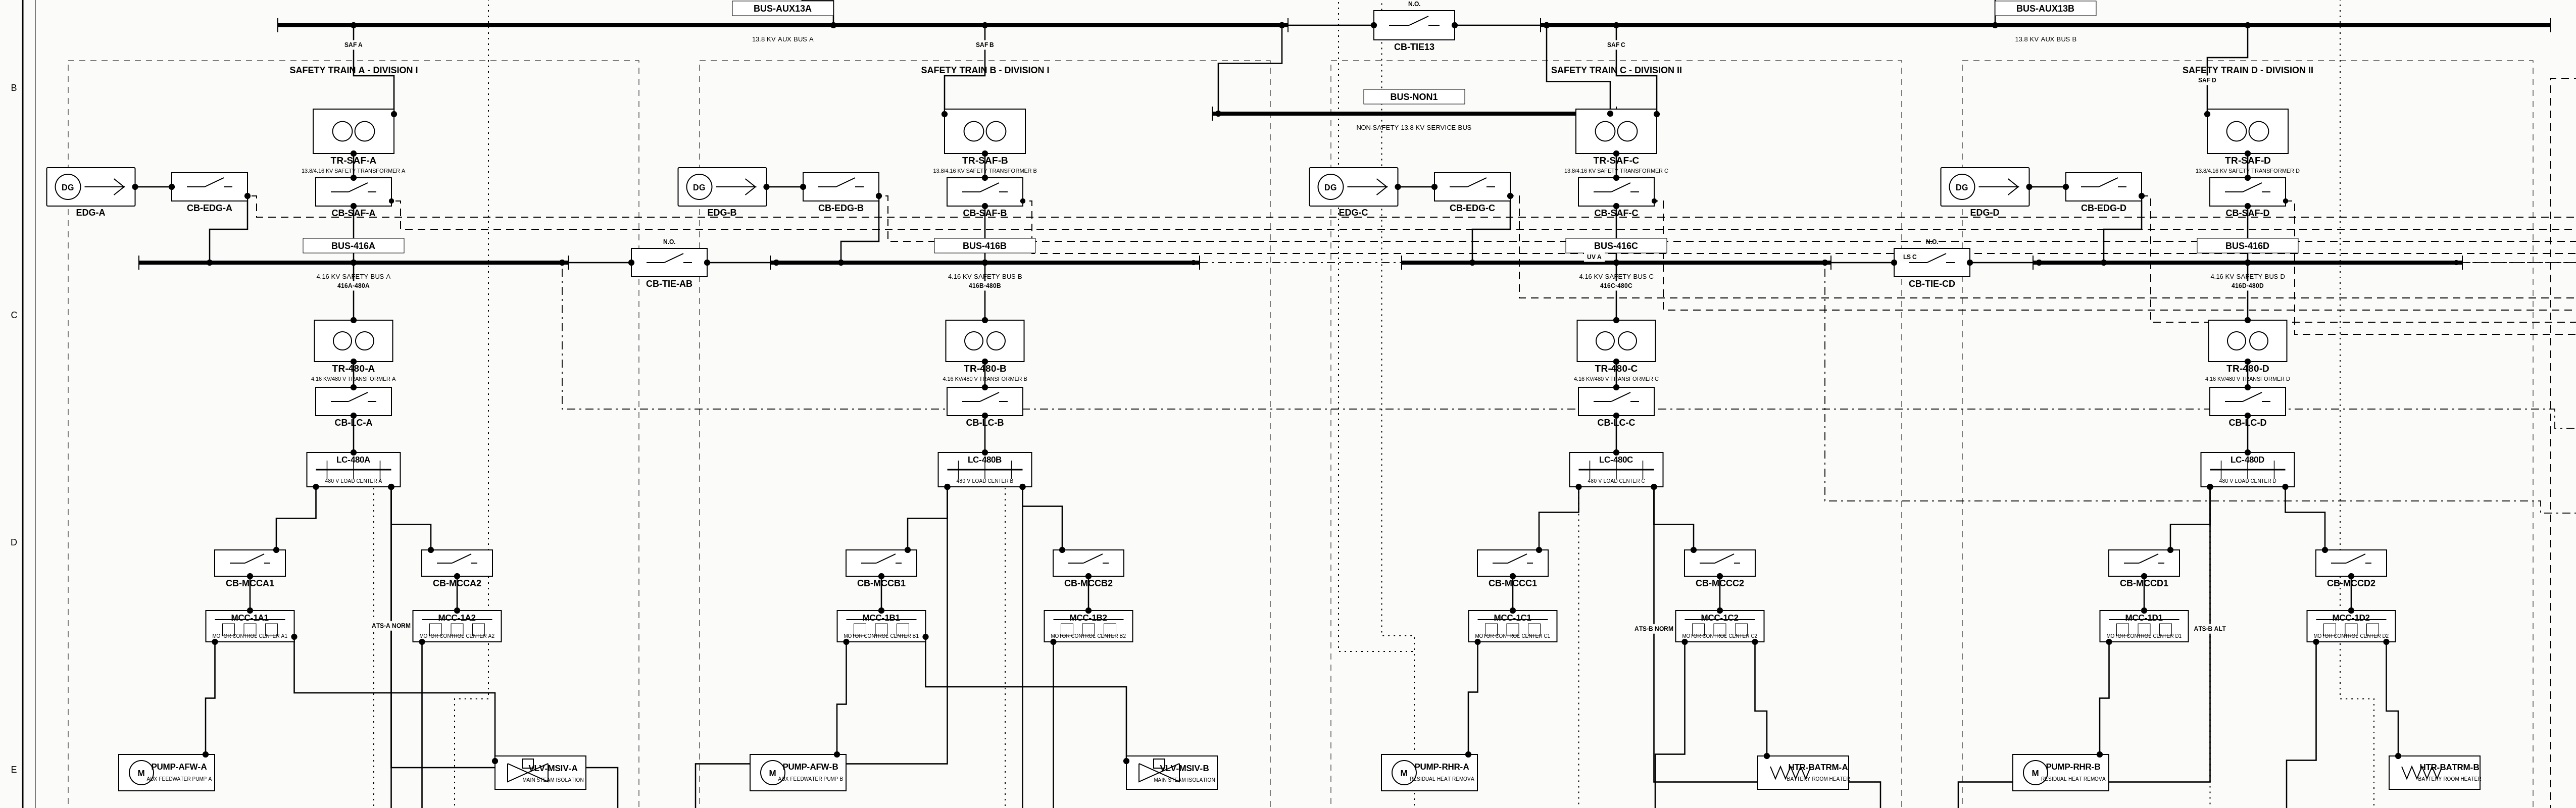 BUS-AUX13A
N.O.
BUS-AUX13B
13.8 KV AUX BUS A
CB-TIE13
13.8 KV AUX BUS B
SAF A
SAF B
SAF C
SAFETY TRAIN A - DIVISION I
SAFETY TRAIN B - DIVISION I
SAFETY TRAIN C - DIVISION II
SAFETY TRAIN D - DIVISION II
SAF D
B
BUS-NON1
NON-SAFETY 13.8 KV SERVICE BUS
TR-SAF-A
TR-SAF-B
TR-SAF-C
TR-SAF-D
13.8/4.16 KV SAFETY TRANSFORMER A
13.8/4.16 KV SAFETY TRANSFORMER B
13.8/4.16 KV SAFETY TRANSFORMER C
13.8/4.16 KV SAFETY TRANSFORMER D
DG
DG
DG
DG
EDG-A
CB-EDG-A
CB-SAF-A
EDG-B
CB-EDG-B
CB-SAF-B
EDG-C
CB-EDG-C
CB-SAF-C
EDG-D
CB-EDG-D
CB-SAF-D
BUS-416A
N.O.
BUS-416B
BUS-416C
N.O.
BUS-416D
UV A
LS C
4.16 KV SAFETY BUS A
CB-TIE-AB
4.16 KV SAFETY BUS B
4.16 KV SAFETY BUS C
CB-TIE-CD
4.16 KV SAFETY BUS D
416A-480A
416B-480B
416C-480C
416D-480D
C
TR-480-A
TR-480-B
TR-480-C
TR-480-D
4.16 KV/480 V TRANSFORMER A
4.16 KV/480 V TRANSFORMER B
4.16 KV/480 V TRANSFORMER C
4.16 KV/480 V TRANSFORMER D
CB-LC-A
CB-LC-B
CB-LC-C
CB-LC-D
LC-480A
LC-480B
LC-480C
LC-480D
480 V LOAD CENTER A
480 V LOAD CENTER B
480 V LOAD CENTER C
480 V LOAD CENTER D
D
CB-MCCA1
CB-MCCA2
CB-MCCB1
CB-MCCB2
CB-MCCC1
CB-MCCC2
CB-MCCD1
CB-MCCD2
MCC-1A1
MCC-1A2
MCC-1B1
MCC-1B2
MCC-1C1
MCC-1C2
MCC-1D1
MCC-1D2
ATS-A NORM
ATS-B NORM
ATS-B ALT
MOTOR CONTROL CENTER A1
MOTOR CONTROL CENTER A2
MOTOR CONTROL CENTER B1
MOTOR CONTROL CENTER B2
MOTOR CONTROL CENTER C1
MOTOR CONTROL CENTER C2
MOTOR CONTROL CENTER D1
MOTOR CONTROL CENTER D2
E
M
PUMP-AFW-A
AUX FEEDWATER PUMP A
VLV-MSIV-A
MAIN STEAM ISOLATION
M
PUMP-AFW-B
AUX FEEDWATER PUMP B
VLV-MSIV-B
MAIN STEAM ISOLATION
M
PUMP-RHR-A
RESIDUAL HEAT REMOVA
HTR-BATRM-A
BATTERY ROOM HEATER
M
PUMP-RHR-B
RESIDUAL HEAT REMOVA
HTR-BATRM-B
BATTERY ROOM HEATER